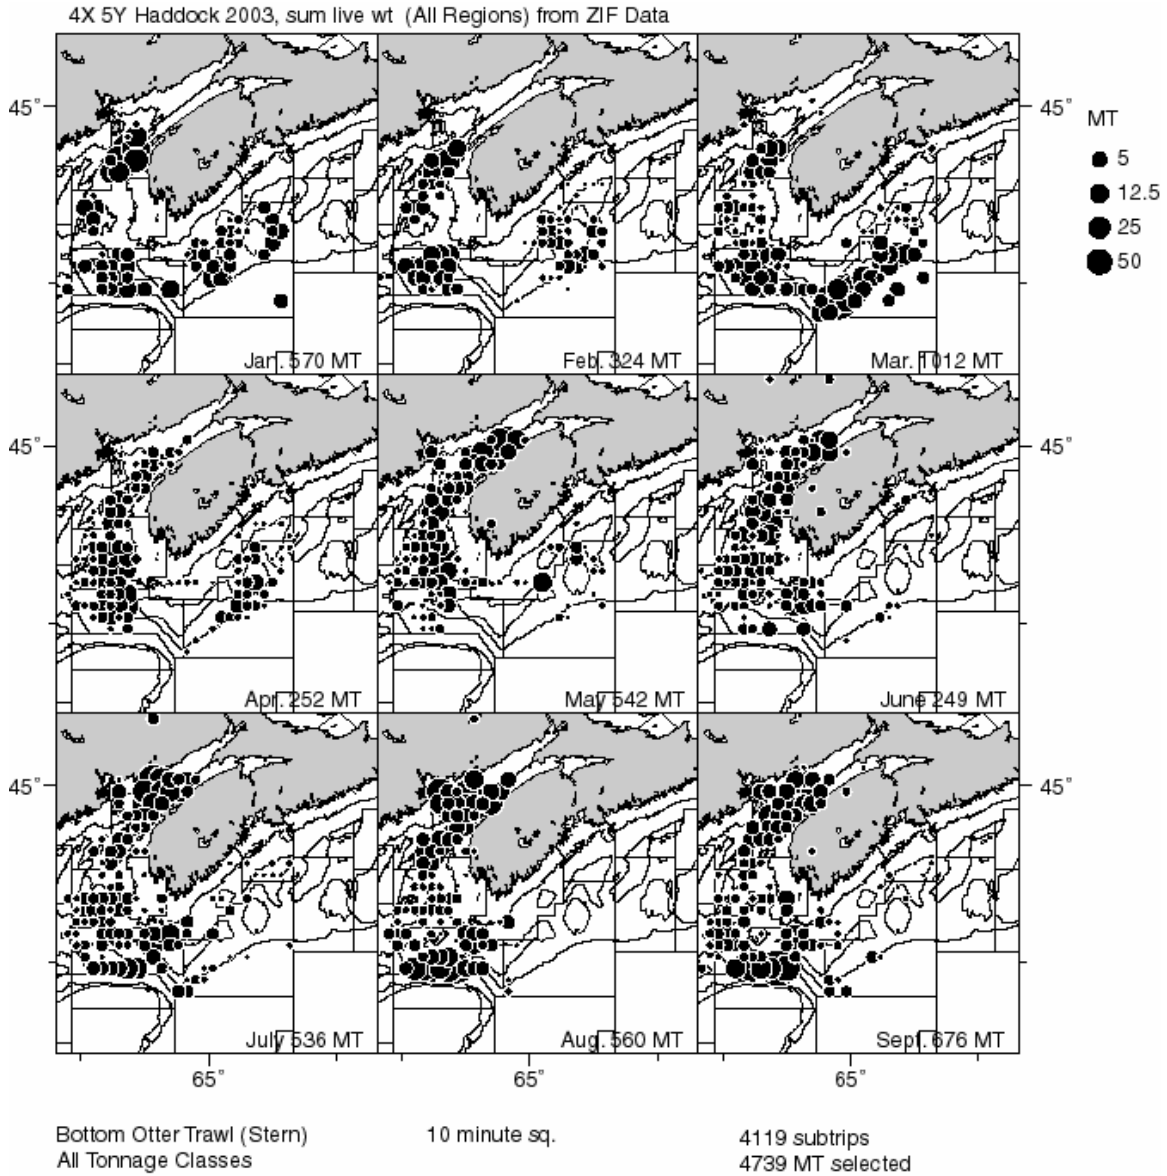 4X 5Y Haddock 2003, sum live wt (All Regions) from ZIF Data
45°
45°
MT
5
12.5
25
50
Jan. 570 MT
Feb. 324 MT
Mar. 1012 MT
45°
45°
Apr. 252 MT
May 542 MT
June 249 MT
45°
45°
July 536 MT
Aug. 560 MT
Sept. 676 MT
65°
65°
65°
Bottom Otter Trawl (Stern)
10 minute sq.
4119 subtrips
All Tonnage Classes
4739 MT selected